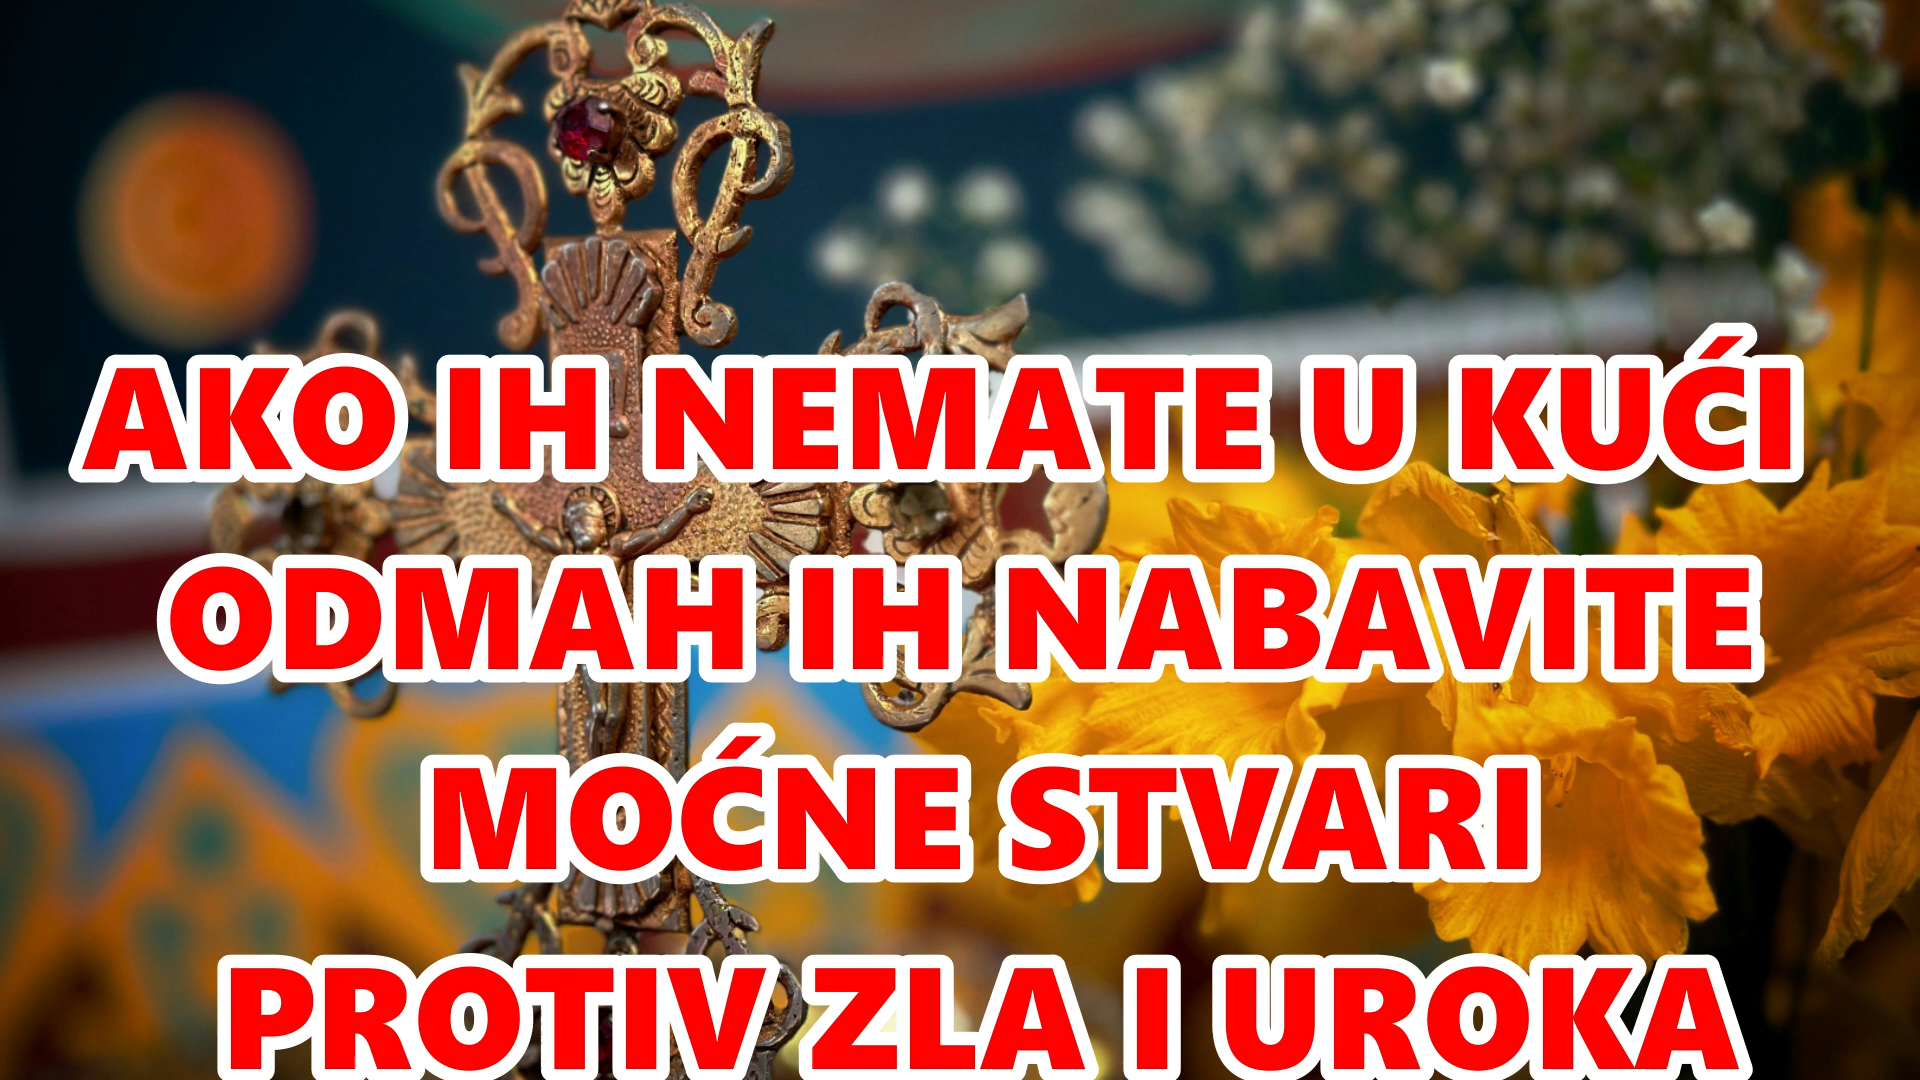 AKO IH NEMATE U KUĆI
ODMAH IH NABAVITE
MOĆNE STVARI
PROTIV ZLA I UROKA